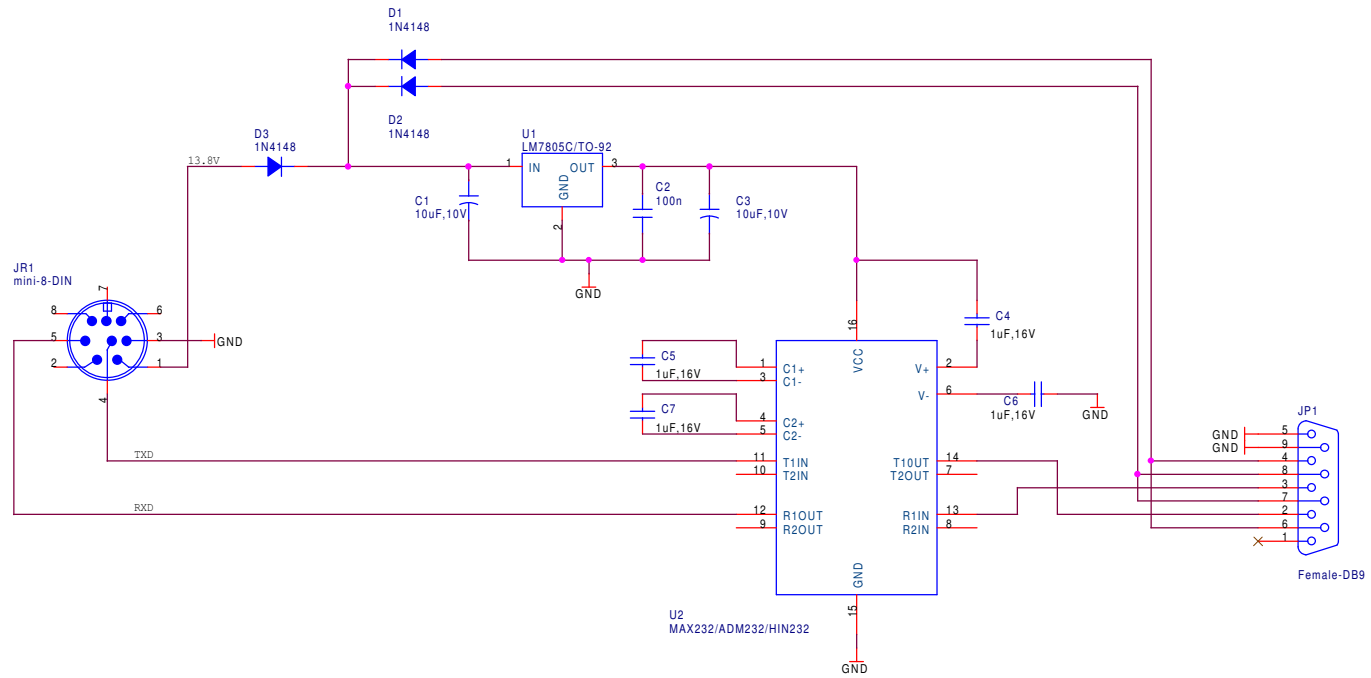 D1
1N4148
D2
1N4148
D3
1N4148
13.8V
U1
LM7805C/TO-92
1
IN
OUT
3
GND
2
C1
10uF,10V
C2
100n
C3
10uF,10V
GND
JR1
mini-8-DIN
7
8
6
5
3
GND
2
1
4
C4
1uF,16V
16
VCC
C5
1uF,16V
1
C1+
3
C1-
V+
2
V-
6
C6
1uF,16V
GND
C7
1uF,16V
4
C2+
5
C2-
TXD
11
T1IN
10
T2IN
T1OUT
14
T2OUT
7
RXD
12
R1OUT
9
R2OUT
R1IN
13
R2IN
8
GND
15
GND
U2
MAX232/ADM232/HIN232
JP1
GND
5
GND
9
4
8
3
7
2
6
1
Female-DB9